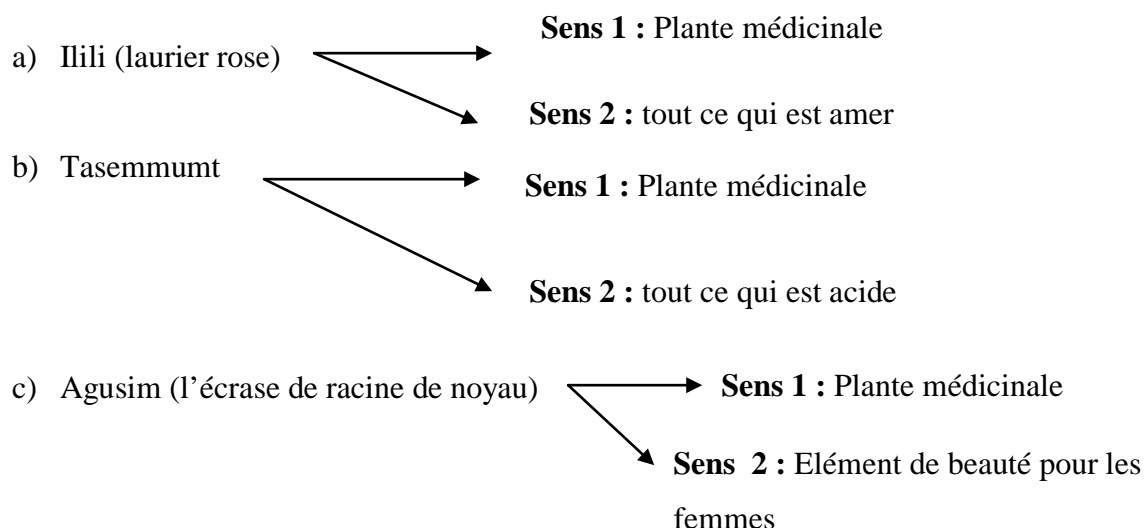 Sens 1 : Plante médicinale
a) Ilili (laurier rose)
Sens 2 : tout ce qui est amer
b) Tasemmumt
Sens 1 : Plante médicinale
Sens 2 : tout ce qui est acide
c) Agusim (l’écrase de racine de noyau)
Sens 1 : Plante médicinale
Sens 2 : Elément de beauté pour les
femmes